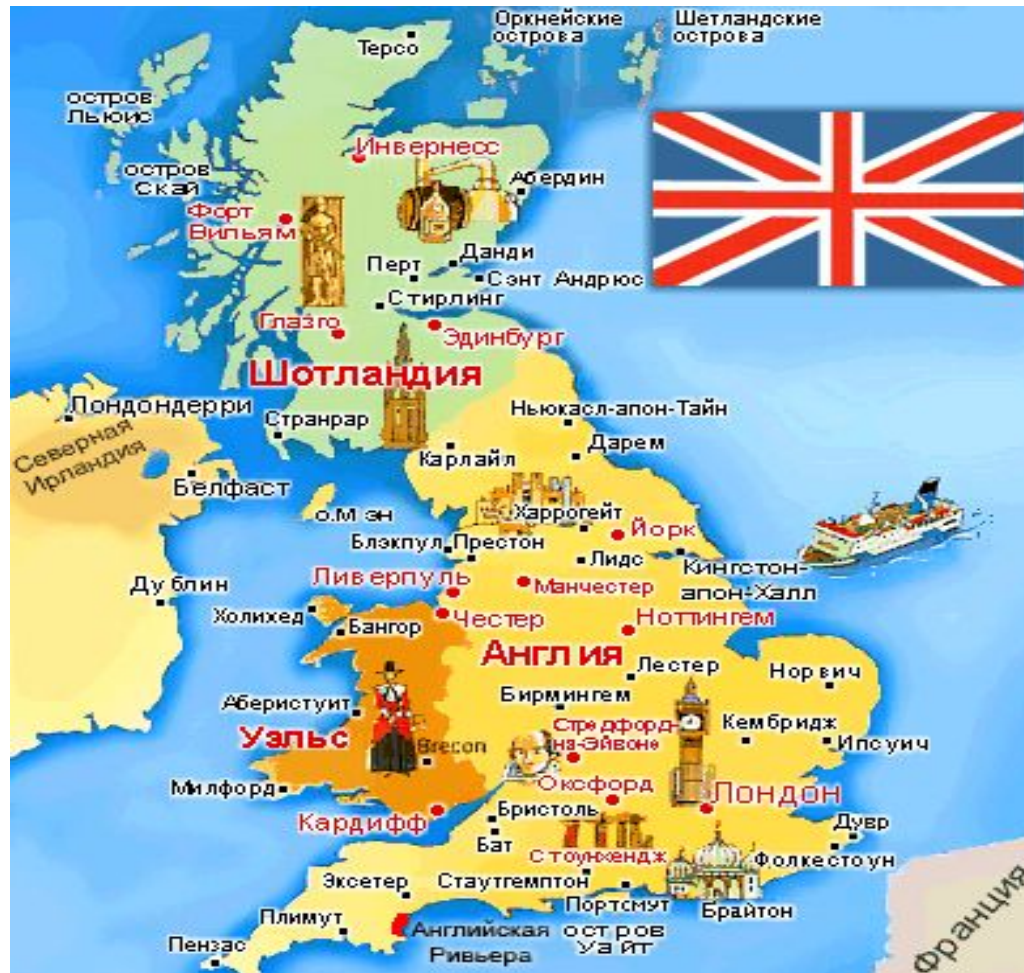 Оркнейские
острова
Шетландские
острова
Терсо
остров
Льюис
Инвернесс
остров
Скай
Абердин
Форт
Вильям
Данди
Перт
Сэнт Андрюс
Стирлинг
Глазго
Эдинбург
Шотландия
Лондондерри
Странрар
Ньюкасл-апон-Тайн
Северная
Ирландия
Дарем
Карлайл
Белфаст
о.Мэн
Харрогейт
Йорк
Блэкпул
Престон
Лидс
Кингстон-
апон-Халл
Ливерпуль
Манчестер
Дублин
Холихед
Честер
Ноттингем
Бангор
Англия
Лестер
Норвич
Бирмингем
Аберистуит
Стредфорд-
на-Эйвоне
Кембридж
Уэльс
Brecon
Ипсуич
Милфорд
Оксфорд
Лондон
Кардифф
Бристоль
Дувр
Бат
Стоунхендж
Фолкестоун
Эксетер
Стаутгемптон
Портсмут
Брайтон
Плимут
Английская
Ривьера
остров
Уайт
Пензас
Франция